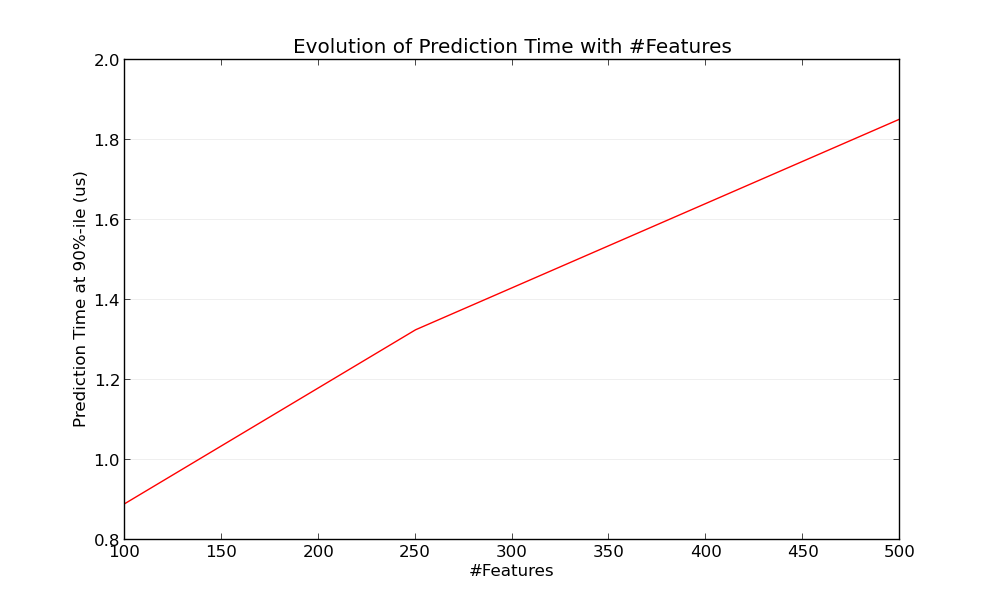 Evolution of Prediction Time with #Features
Prediction Time at 90%-ile (us)
2.0
1.8
1.6
1.4
1.2
1.0
0.8
100 150 200 250 300 350 400 450 500
#Features